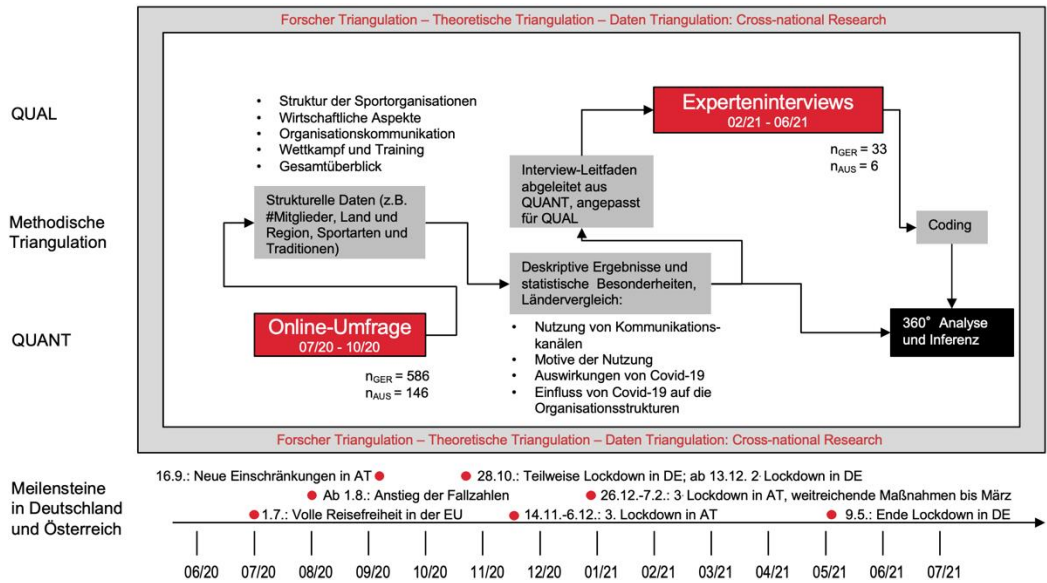 Forscher Triangulation – Theoretische Triangulation – Daten Triangulation: Cross-national Research
QUAL
• Struktur der Sportorganisationen
• Wirtschaftliche Aspekte
• Organisationskommunikation
• Wettkampf und Training
• Gesamtüberblick
Experteninterviews
02/21 - 06/21
nGER = 33
nAUS = 6
Methodische
Triangulation
Strukturelle Daten (z.B.
#Mitglieder, Land und
Region, Sportarten und
Traditionen)
Interview-Leitfaden
abgeleitet aus
QUANT, angepasst
für QUAL
Coding
Deskriptive Ergebnisse und
statistische Besonderheiten,
Ländervergleich:
• Nutzung von Kommunikations-
kanälen
• Motive der Nutzung
• Auswirkungen von Covid-19
• Einfluss von Covid-19 auf die
Organisationsstrukturen
QUANT
Online-Umfrage
07/20 - 10/20
nGER = 586
nAUS = 146
360° Analyse
und Inferenz
Forscher Triangulation – Theoretische Triangulation – Daten Triangulation: Cross-national Research
Meilensteine
in Deutschland
und Österreich
16.9.: Neue Einschränkungen in AT
28.10.: Teilweise Lockdown in DE; ab 13.12. 2. Lockdown in DE
Ab 1.8.: Anstieg der Fallzahlen
26.12.-7.2.: 3. Lockdown in AT, weitreichende Maßnahmen bis März
1.7.: Volle Reisefreiheit in der EU
14.11.-6.12.: 3. Lockdown in AT
9.5.: Ende Lockdown in DE
06/20 07/20 08/20 09/20 10/20 11/20 12/20 01/21 02/21 03/21 04/21 05/21 06/21 07/21